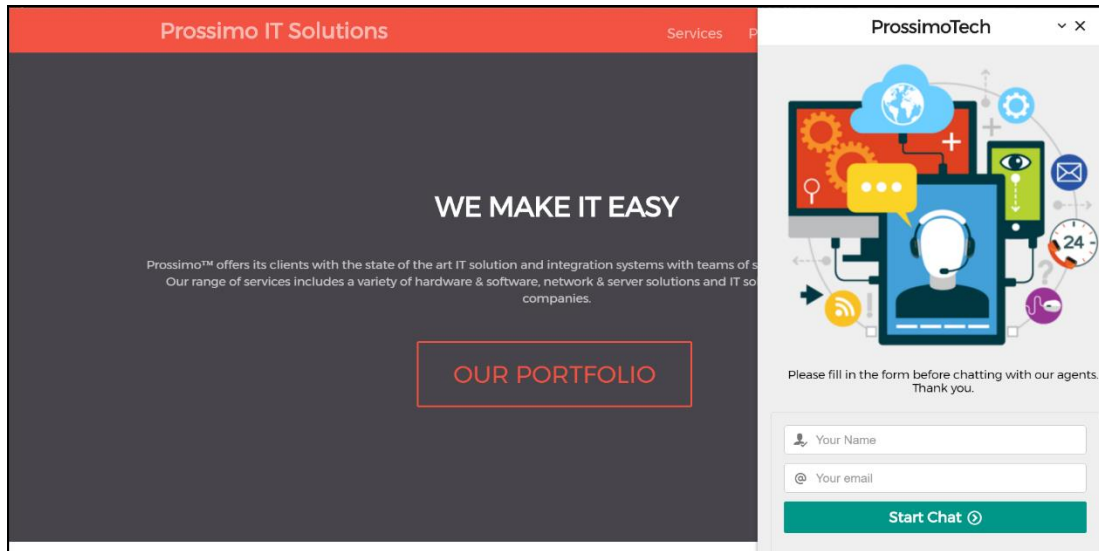 Prossimo IT Solutions
Services P
WE MAKE IT EASY
Prossimo™ offers its clients with the state of the art IT solution and integration systems with teams of s
Our range of services includes a variety of hardware & software, network & server solutions and IT so
companies.
OUR PORTFOLIO
ProssimoTech
24
Please fill in the form before chatting with our agents.
Thank you.
Your Name
@ Your email
Start Chat